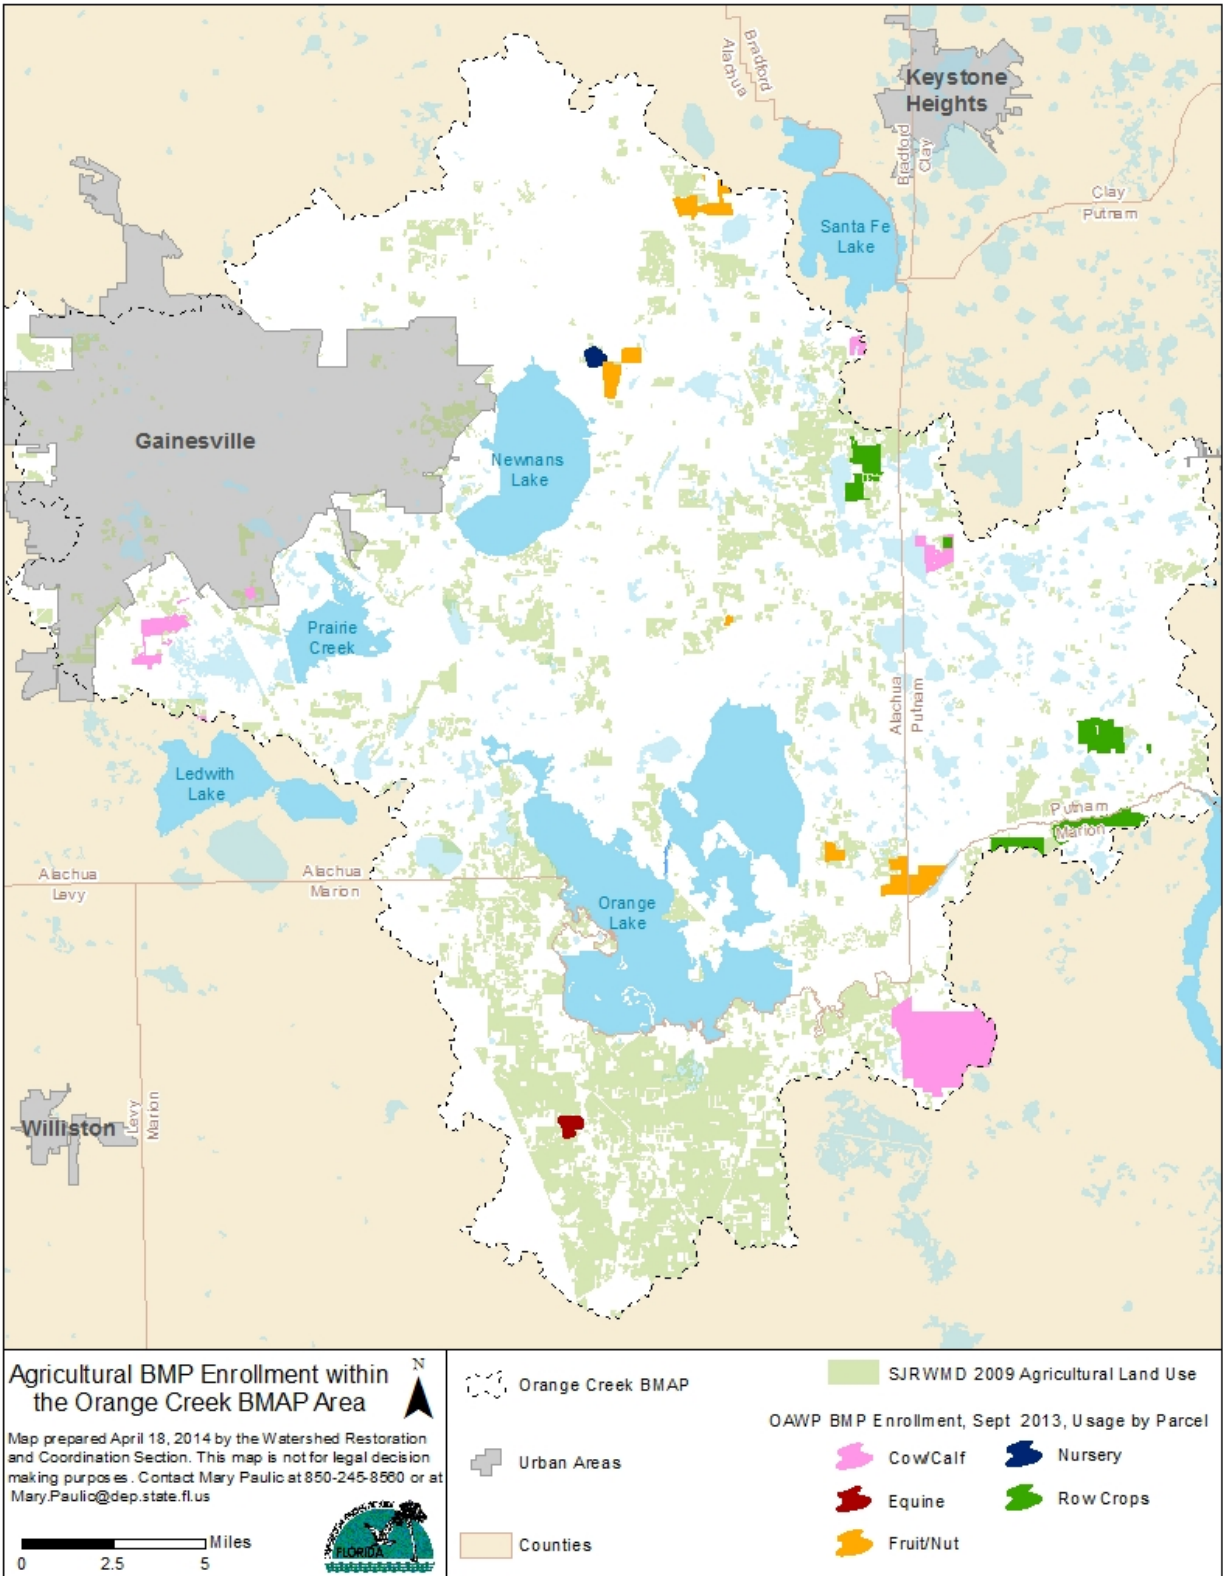 Bradford
Alachua
Keystone
Heights
Bradford
Clay
Clay
Putnam
Santa Fe
Lake
Gainesville
Newnans
Lake
Prairie
Creek
Alachua
Putnam
Ledwith
Lake
Putnam
Marion
Alachua
Levy
Alachua
Marion
Orange
Lake
Williston
Levy
Marion
Agricultural BMP Enrollment within
the Orange Creek BMAP Area
N
Map prepared April 18, 2014 by the Watershed Restoration
and Coordination Section. This map is not for legal decision
making purposes. Contact Mary Paulic at 850-245-8560 or at
Mary.Paulic@dep.state.fl.us
Miles
0 2.5 5
FLORIDA
Orange Creek BMAP
Urban Areas
Counties
SJRWMD 2009 Agricultural Land Use
OAWP BMP Enrollment, Sept 2013, Usage by Parcel
Cow/Calf
Nursery
Equine
Row Crops
Fruit/Nut